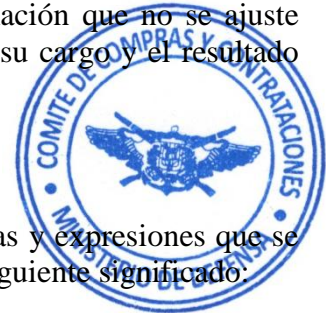 ación que no se ajuste
su cargo y el resultado
COMITE DE COMPRAS Y CONTRATACIONES
MINISTERIO DE DEFENSA
as y expresiones que se
guiente significado: